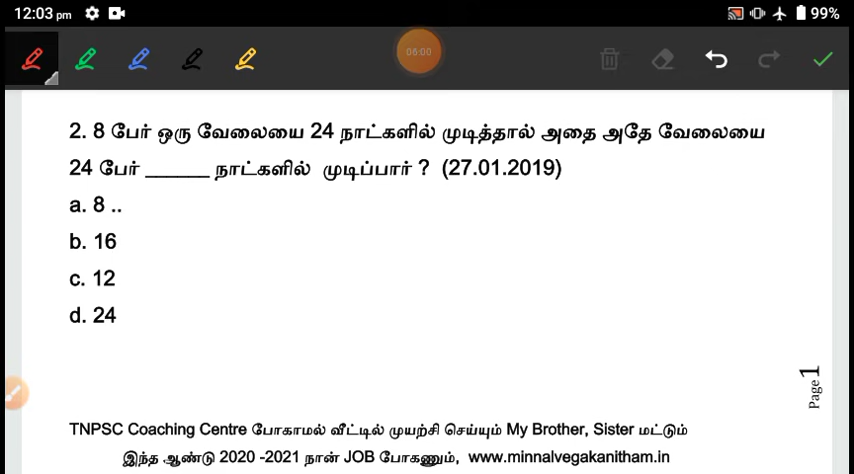 12:03 pm 99%
06:00
2. 8 பேர் ஒரு வேலையை 24 நாட்களில் முடித்தால் அதை அதே வேலையை
24 பேர் ______ நாட்களில் முடிப்பார் ? (27.01.2019)
a. 8 ..
b. 16
c. 12
d. 24
Page 1
TNPSC Coaching Centre போகாமல் வீட்டில் முயற்சி செய்யும் My Brother, Sister மட்டும்
இந்த ஆண்டு 2020 -2021 நான் JOB போகணும், www.minnalvegakanitham.in